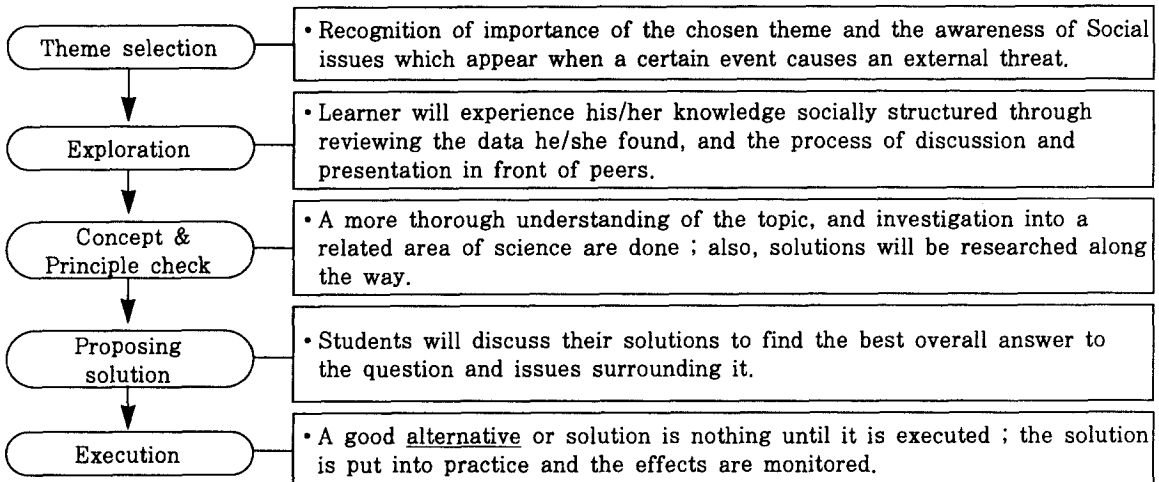 Theme selection
• Recognition of importance of the chosen theme and the awareness of Social
issues which appear when a certain event causes an external threat.
Exploration
• Learner will experience his/her knowledge socially structured through
reviewing the data he/she found, and the process of discussion and
presentation in front of peers.
Concept &
Principle check
• A more thorough understanding of the topic, and investigation into a
related area of science are done ; also, solutions will be researched along
the way.
Proposing
solution
• Students will discuss their solutions to find the best overall answer to
the question and issues surrounding it.
Execution
• A good alternative or solution is nothing until it is executed ; the solution
is put into practice and the effects are monitored.